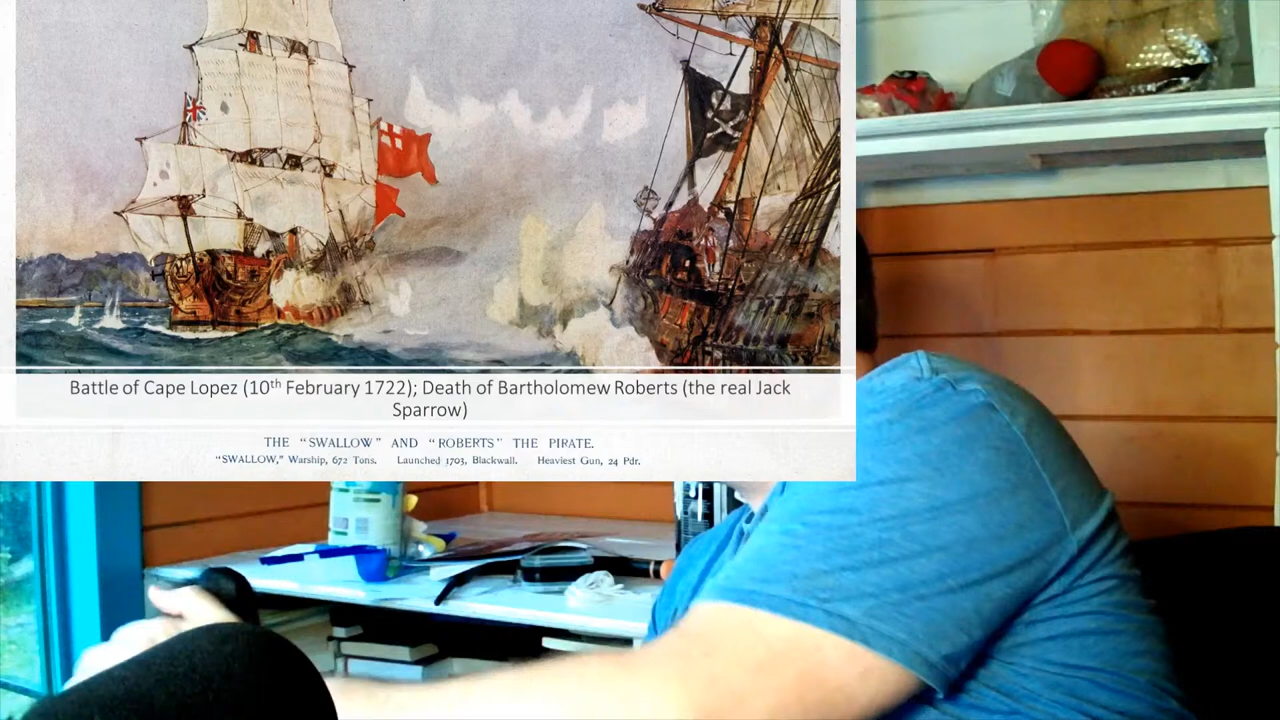 Battle of Cape Lopez (10th February 1722); Death of Bartholomew Roberts (the real Jack
Sparrow)
THE "SWALLOW" AND "ROBERTS" THE PIRATE.
"SWALLOW," Warship, 672 Tons. Launched 1703, Blackwall. Heaviest Gun, 24 Pdr.